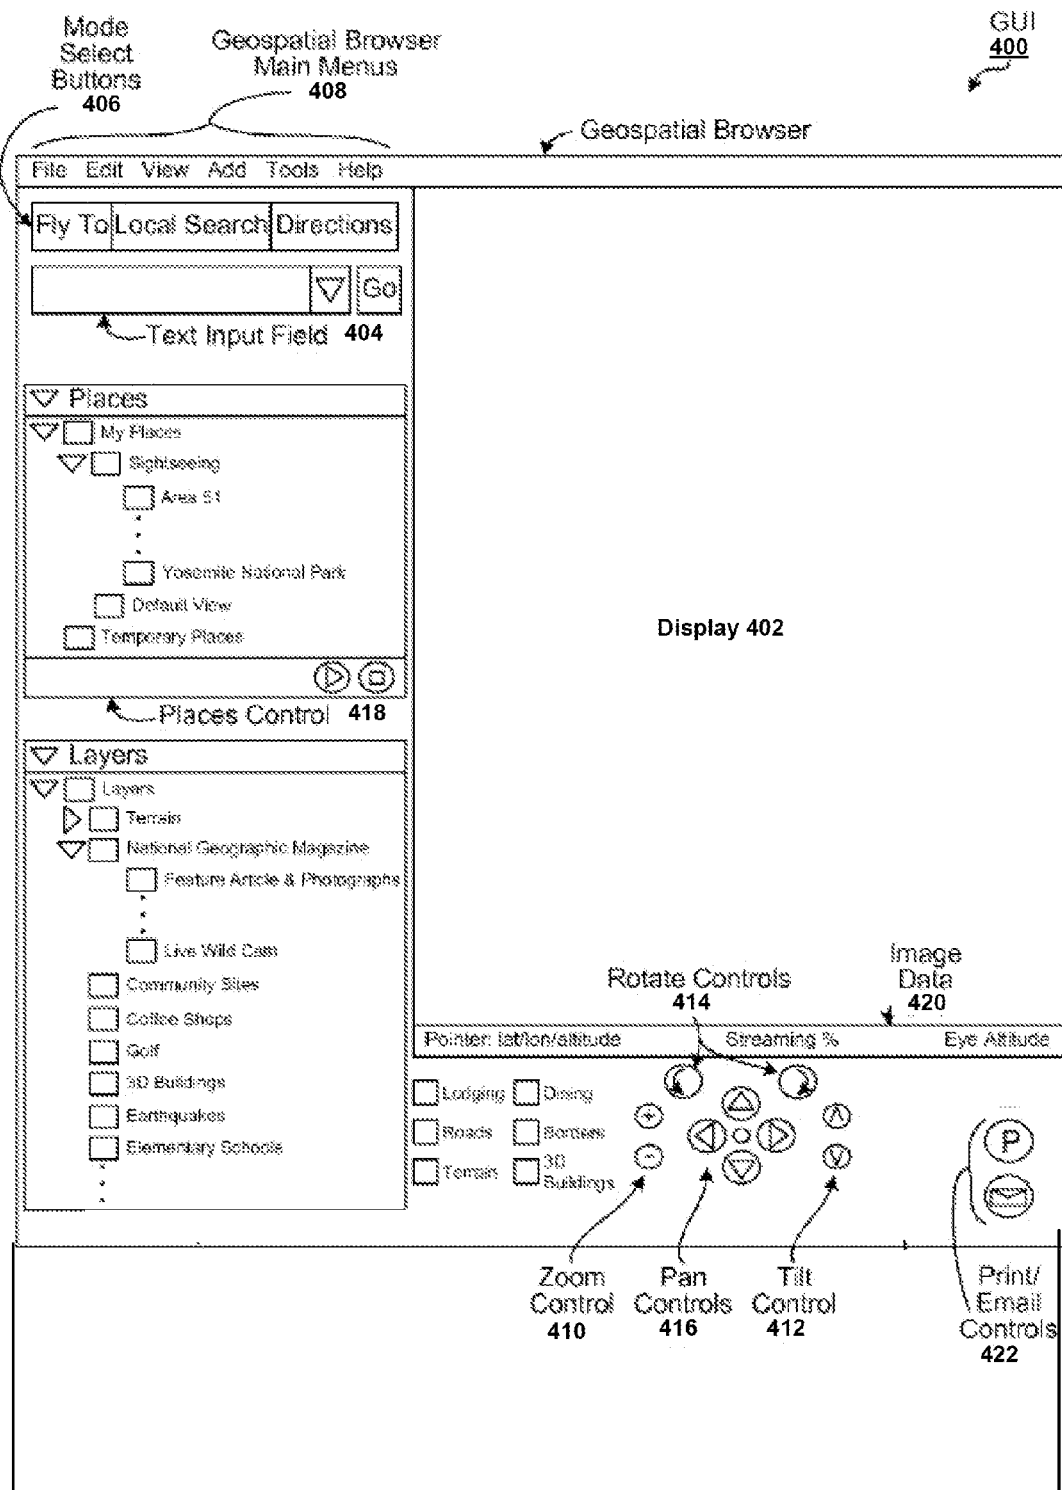 Mode
Select
Buttons
406
Geospatial Browser
Main Menus
408
GUI
400
Geospatial Browser
File Edit View Add Tools Help
Fly To Local Search Directions
Go
Text Input Field 404
Places
My Places
Sightseeing
Area 51
Yosemite National Park
Default View
Temporary Places
Places Control 418
Display 402
Layers
Layers
Terrain
National Geographic Magazine
Feature Article & Photographs
Live Wild Cam
Community Sites
Coffee Shops
Golf
3D Buildings
Earthquakes
Elementary Schools
Rotate Controls
414
Image
Data
420
Pointer: lat/lon/altitude Streaming % Eye Altitude
Lodging Dining
Roads Borders
Terrain 3D
Buildings
+
-
P
Zoom
Control
410
Pan
Controls
416
Tilt
Control
412
Print/
Email
Controls
422